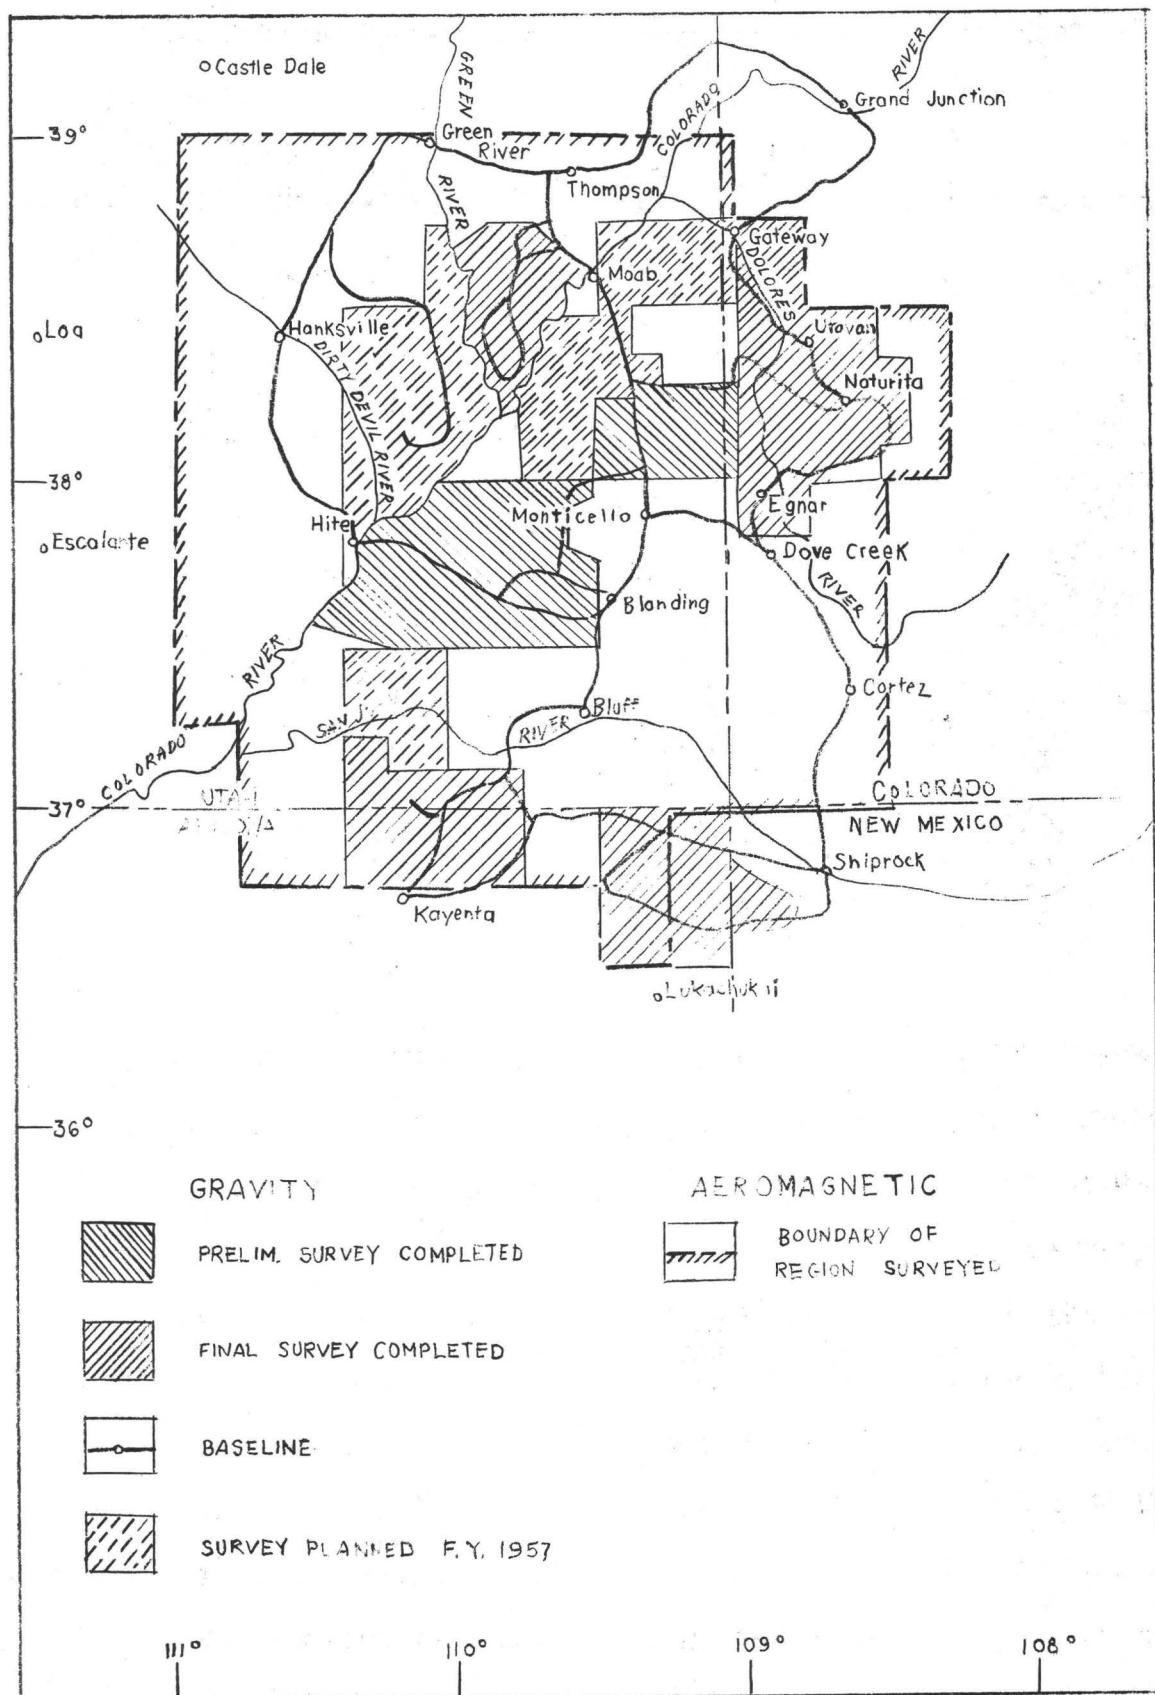 Castle Dale
GREEN
RIVER
COLORADO
Grand Junction
39°
Green
River
Thompson
RIVER
Gateway
DOLORES
Moab
Loa
Hanksville
DIRTY DEVIL RIVER
Uravan
Naturita
38°
Hite
Monticello
Egnar
Escalante
Dove Creek
RIVER
Blanding
RIVER
Cortez
SAN
RIVER
Bluff
COLORADO
37°
COLORADO
NEW MEXICO
Shiprock
Kayenta
Lukachukai
36°
GRAVITY
PRELIM. SURVEY COMPLETED
FINAL SURVEY COMPLETED
BASELINE
SURVEY PLANNED F.Y. 1957
AEROMAGNETIC
BOUNDARY OF
REGION SURVEYED
111°
110°
109°
108°